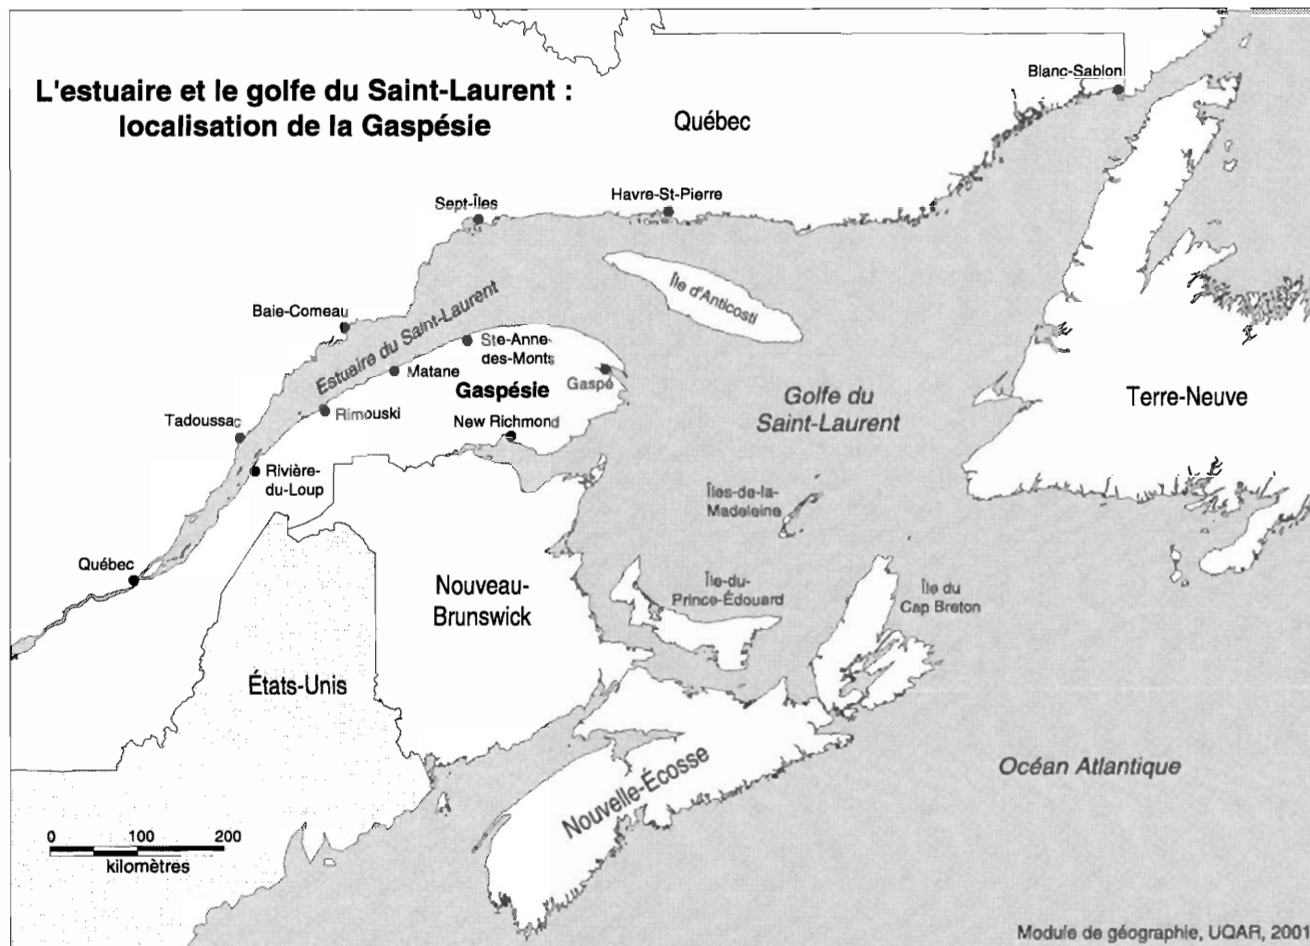 L'estuaire et le golfe du Saint-Laurent :
localisation de la Gaspésie
Blanc-Sablon
Québec
Sept-Îles
Havre-St-Pierre
Île d'Anticosti
Baie-Comeau
Estuaire du Saint-Laurent
Ste-Anne-
des-Monts
Matane
Gaspésie
Gaspé
Golfe du
Saint-Laurent
Terre-Neuve
Tadoussac
Rimouski
New Richmond
Rivière-
du-Loup
Îles-de-la-
Madeleine
Québec
Nouveau-
Brunswick
Île-du-
Prince-Édouard
Île du
Cap Breton
États-Unis
Nouvelle-Écosse
Océan Atlantique
0 100 200
kilomètres
Module de géographie, UQAR, 2001